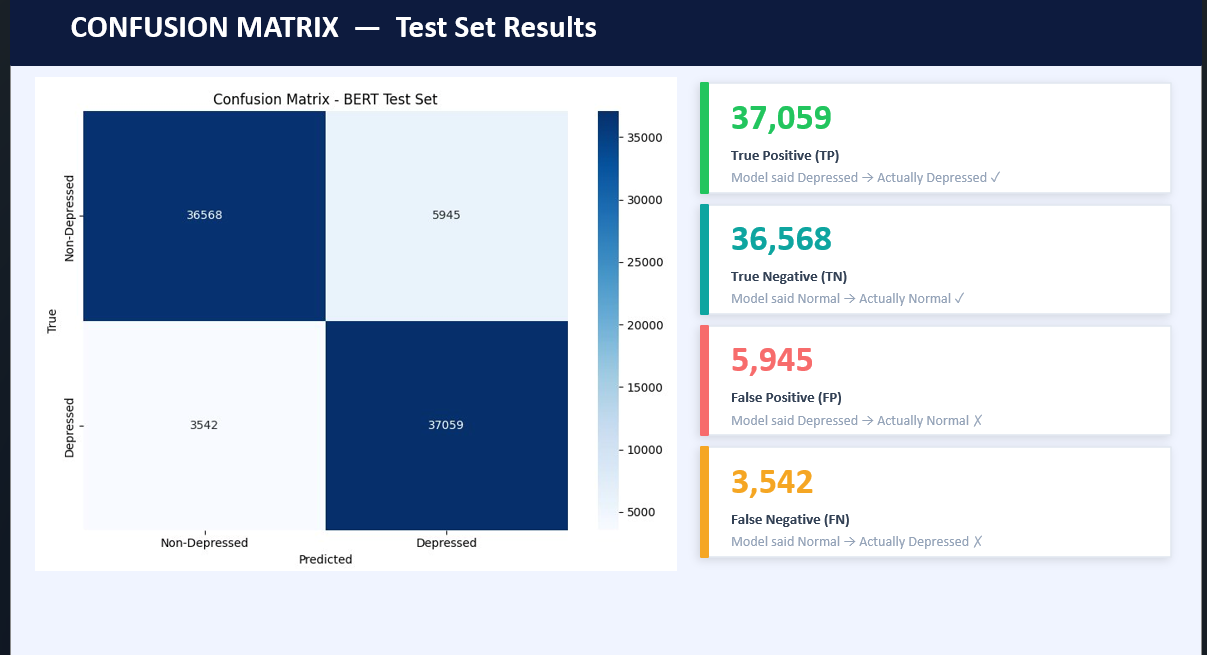 CONFUSION MATRIX — Test Set Results
Confusion Matrix - BERT Test Set
True
Non-Depressed
36568
5945
Depressed
3542
37059
Non-Depressed
Depressed
Predicted
35000
30000
25000
20000
15000
10000
5000
37,059
True Positive (TP)
Model said Depressed → Actually Depressed ✓
36,568
True Negative (TN)
Model said Normal → Actually Normal ✓
5,945
False Positive (FP)
Model said Depressed → Actually Normal ✗
3,542
False Negative (FN)
Model said Normal → Actually Depressed ✗